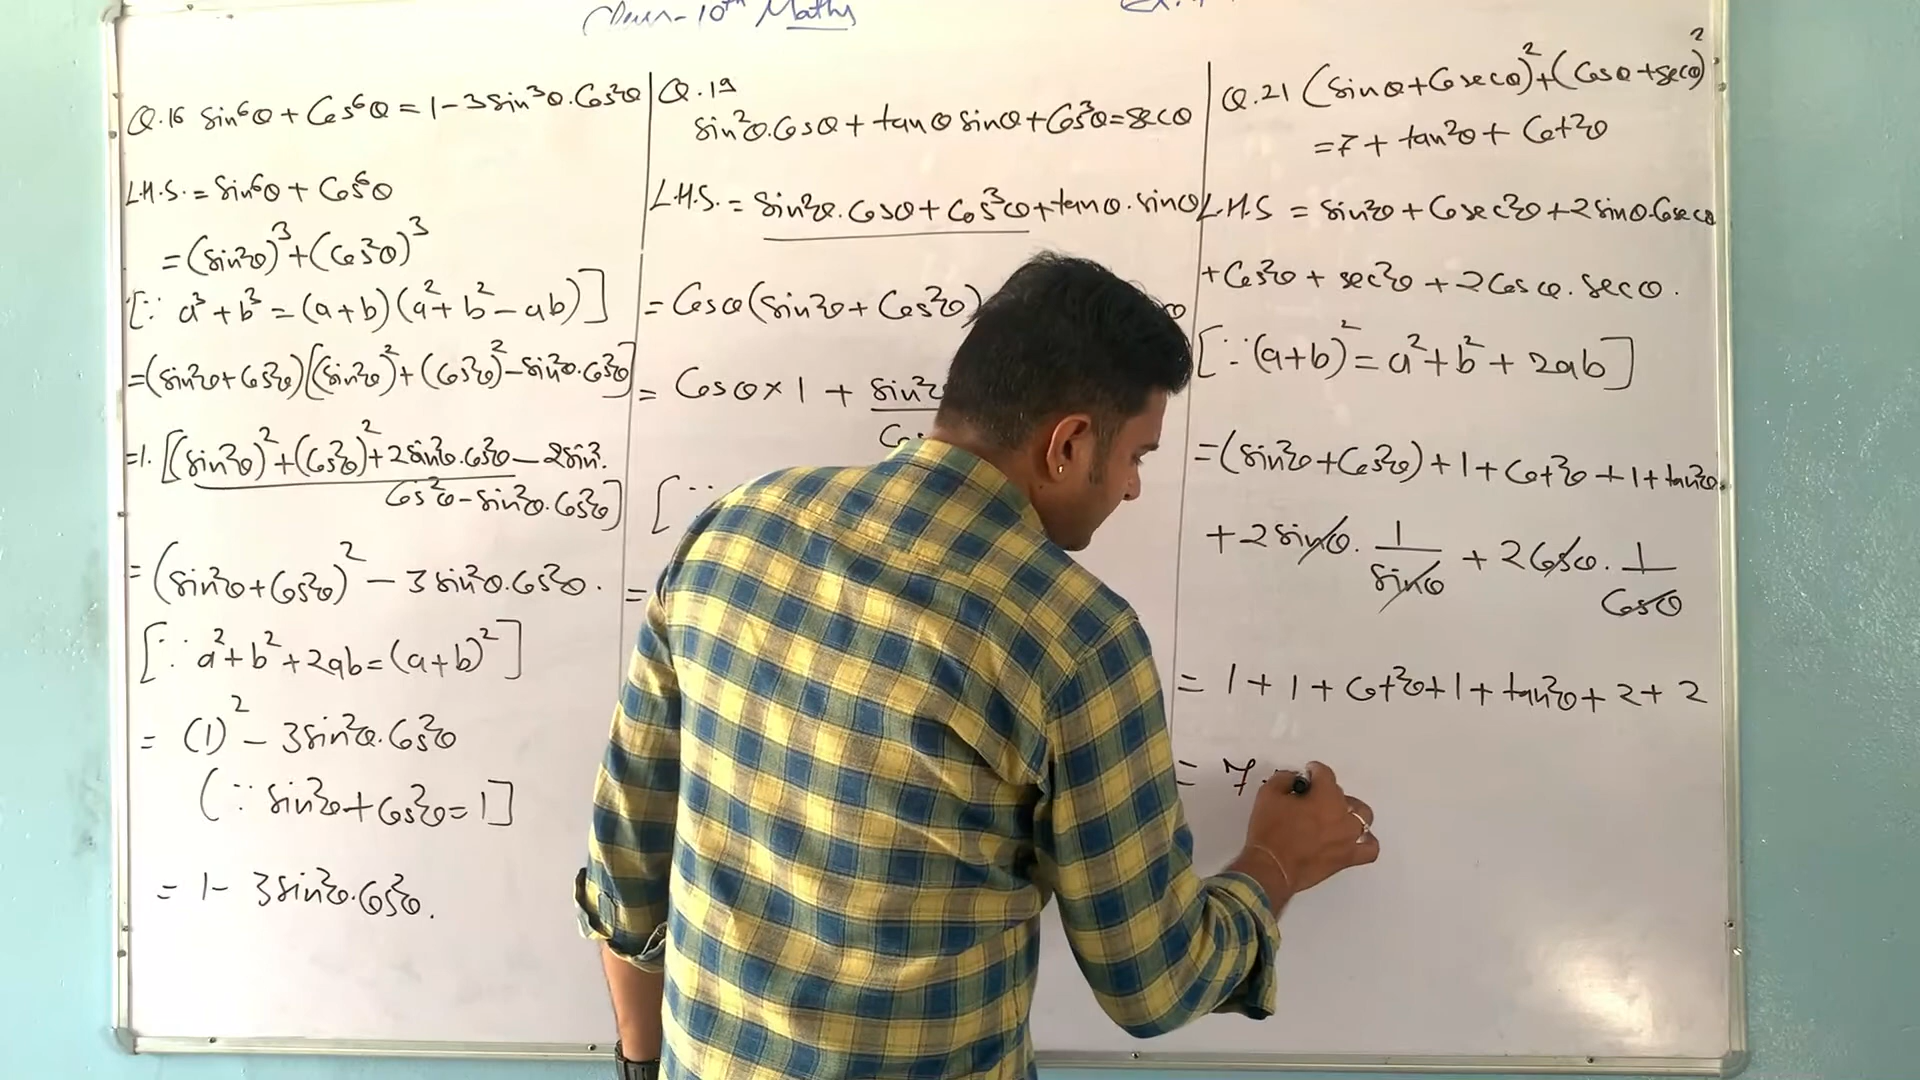 Class-10th Maths
Q.16 sin⁶θ + Cos⁶θ = 1-3sin³θ.Cos²θ
L.H.S. = Sin⁶θ + Cos⁶θ
= (sin²θ)³+(Cos²θ)³
[∵ a³+b³ = (a+b)(a²+b²-ab)]
=(sin²θ+Cos²θ)[(sin²θ)²+(Cos²θ)²-sin²θ.Cos²θ]
=1.[(sin²θ)²+(Cos²θ)²+2sin²θ.Cos²θ - 2sin².
Cos²θ-sin²θ.Cos²θ]
= (sin²θ+Cos²θ)² - 3sin²θ.Cos²θ.
[∵ a²+b²+2ab=(a+b)²]
= (1)² - 3sin²θ.Cos²θ
(∵ sin²θ+Cos²θ=1]
= 1- 3sin²θ.Cos²θ.
Q.19
sin²θ.Cosθ + tanθ sinθ+Cos³θ=secθ
L.H.S. = sin²θ.Cosθ+Cos³θ+tanθ.sinθ
= Cosθ(sin²θ+Cos²θ)
= Cosθ×1 + sin²
[∵
=
Q.21 (sinθ+Cosecθ)²+(Cosθ+secθ)²
=7+ tan²θ+ Cot²θ
L.H.S = sin²θ+Cosec²θ+2sinθ.Cosecθ
+Cos²θ+ sec²θ+2Cosθ.Secθ.
[∵(a+b)²=a²+b²+2ab]
=(sin²θ+Cos²θ)+1+Cot²θ+1+tan²θ.
+2sinθ. 1/sinθ + 2Cosθ. 1/Cosθ
= 1+1+Cot²θ+1+tan²θ+2+2
= 7